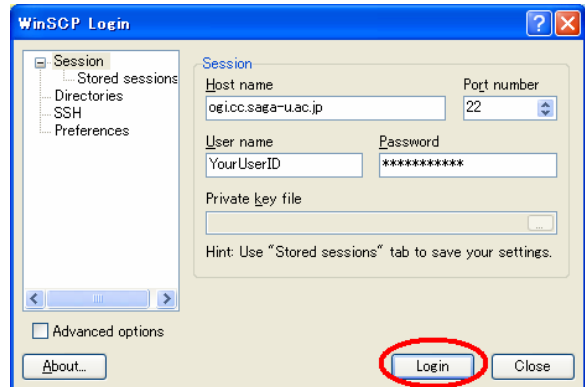 WinSCP Login
Session
Stored sessions
Directories
SSH
Preferences
Session
Host name
Port number
ogi.cc.saga-u.ac.jp
22
User name
Password
YourUserID
***********
Private key file
...
Hint: Use "Stored sessions" tab to save your settings.
Advanced options
About...
Login
Close